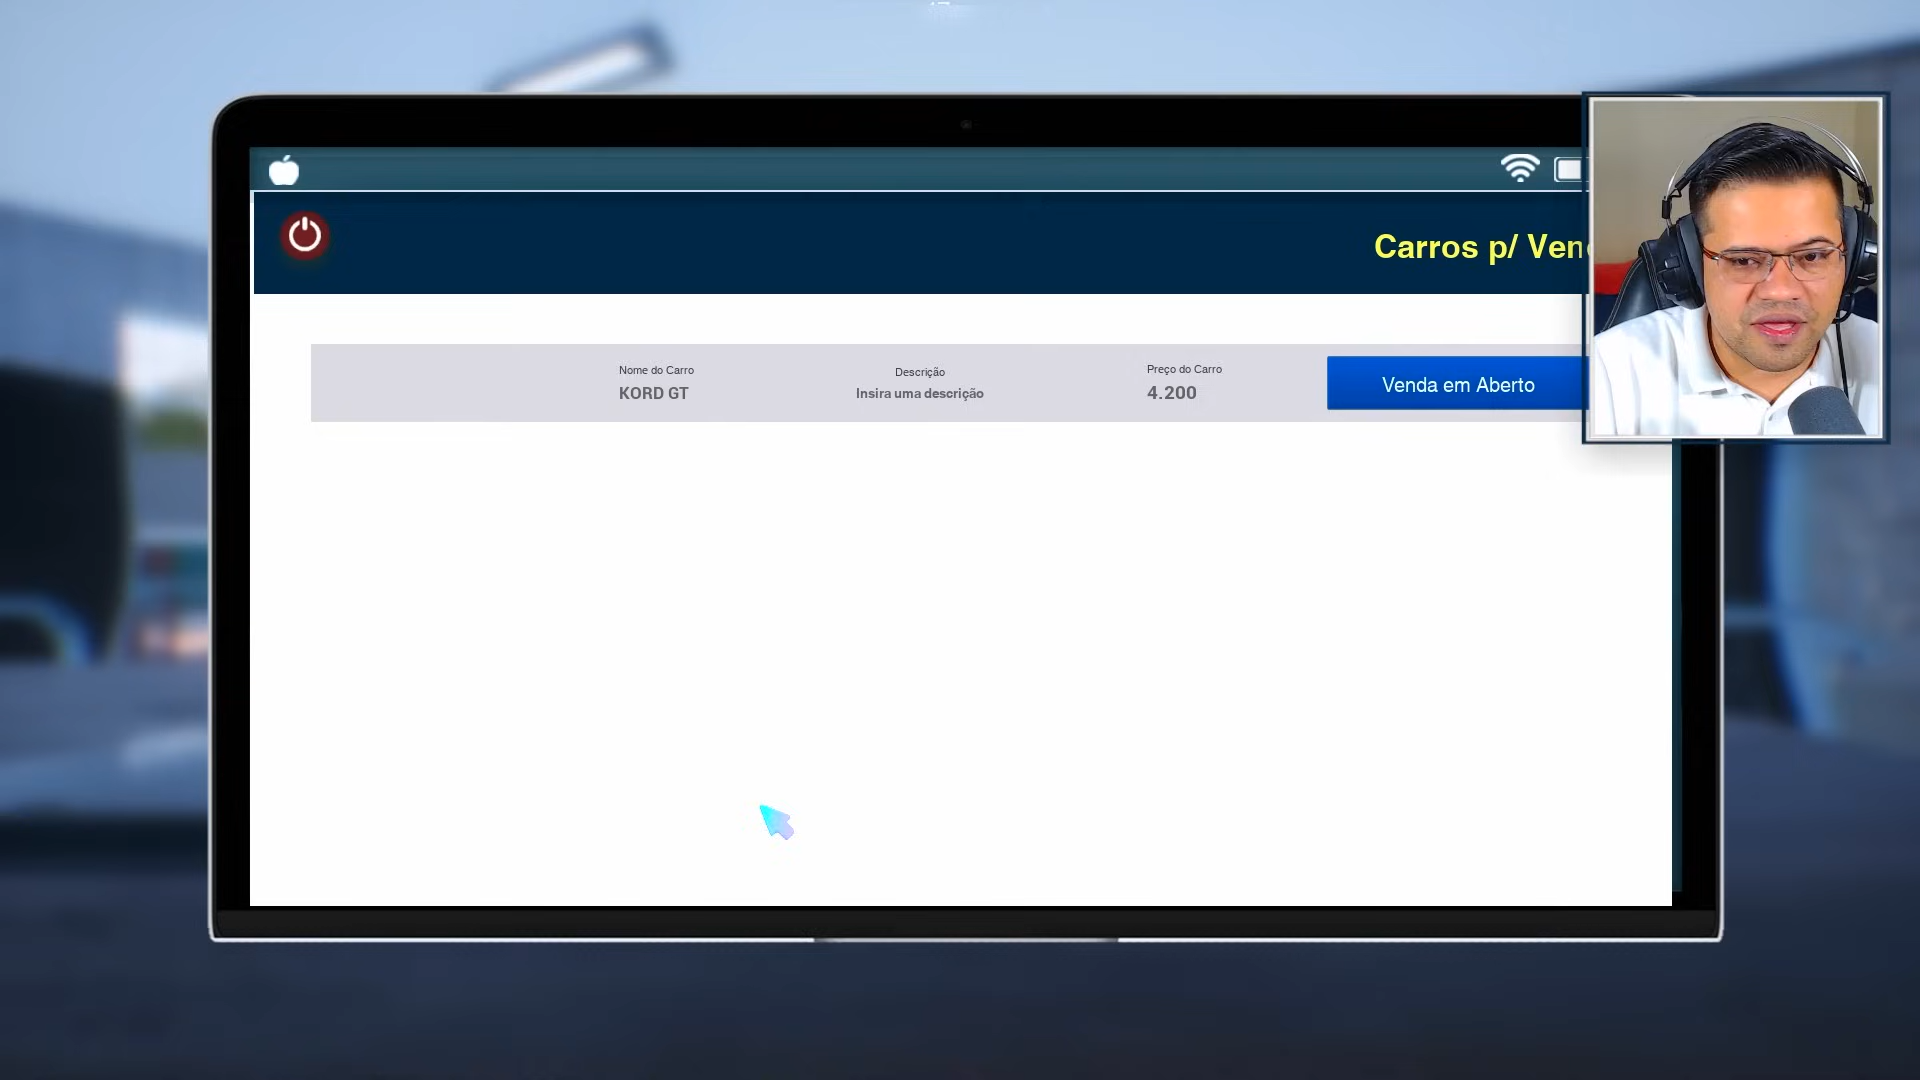 Carros p/ Ven
Nome do Carro
KORD GT
Descrição
Insira uma descrição
Preço do Carro
4.200
Venda em Aberto